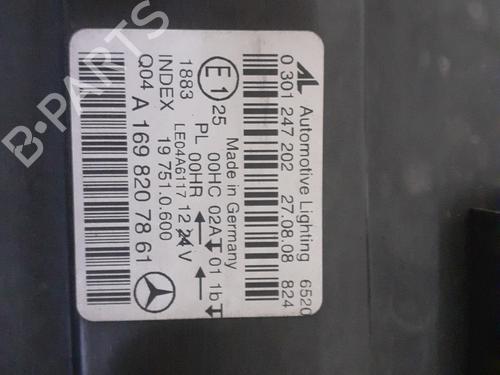 Automotive Lighting 6520
0 301 247 202 27.08.08 824
Made in Germany
E1 25 00HC 02A 01 1b
PL 00HR
LE04A6117 12 24 V
1883
INDEX 19 751.0.600
Q04 A 169 820 78 61
B-PARTS